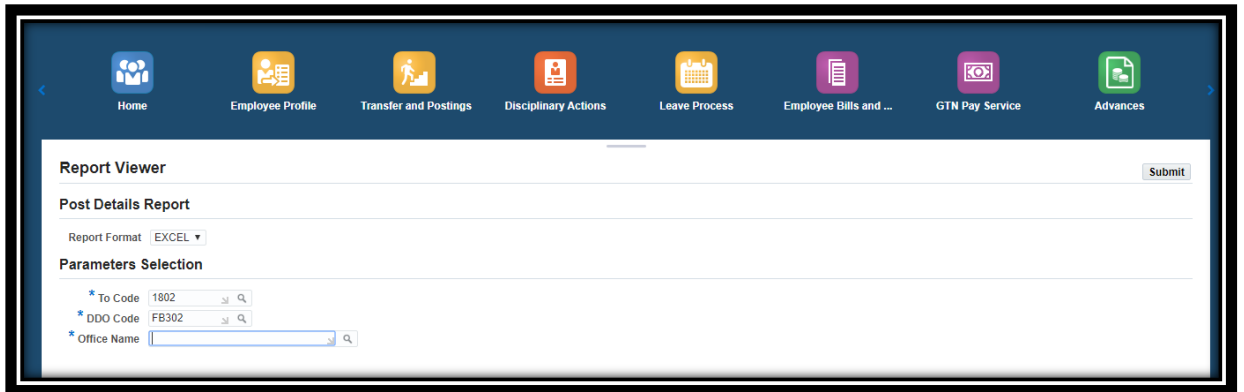 Home Employee Profile Transfer and Postings Disciplinary Actions Leave Process Employee Bills and ... GTN Pay Service Advances
Report Viewer Submit
Post Details Report
Report Format EXCEL
Parameters Selection
* To Code 1802
* DDO Code FB302
* Office Name